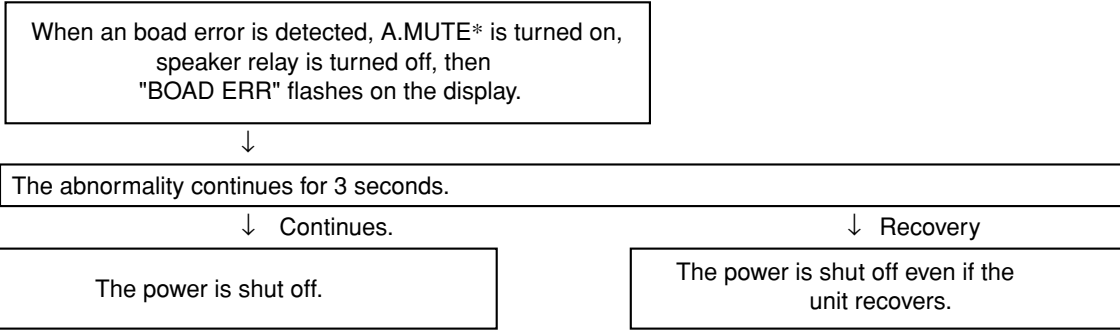 When an boad error is detected, A.MUTE* is turned on,
speaker relay is turned off, then
"BOAD ERR" flashes on the display.
↓
The abnormality continues for 3 seconds.
↓ Continues.
↓ Recovery
The power is shut off.
The power is shut off even if the
unit recovers.